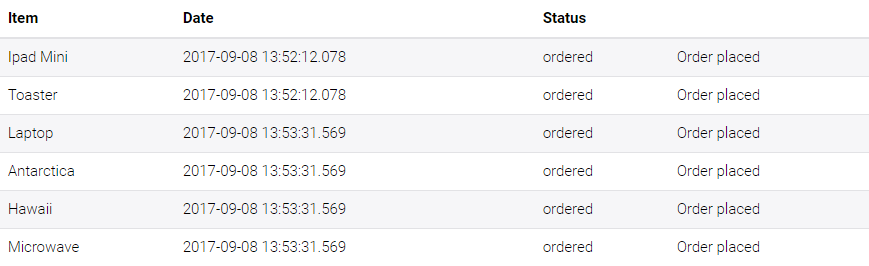 Item Date Status
Ipad Mini 2017-09-08 13:52:12.078 ordered Order placed
Toaster 2017-09-08 13:52:12.078 ordered Order placed
Laptop 2017-09-08 13:53:31.569 ordered Order placed
Antarctica 2017-09-08 13:53:31.569 ordered Order placed
Hawaii 2017-09-08 13:53:31.569 ordered Order placed
Microwave 2017-09-08 13:53:31.569 ordered Order placed